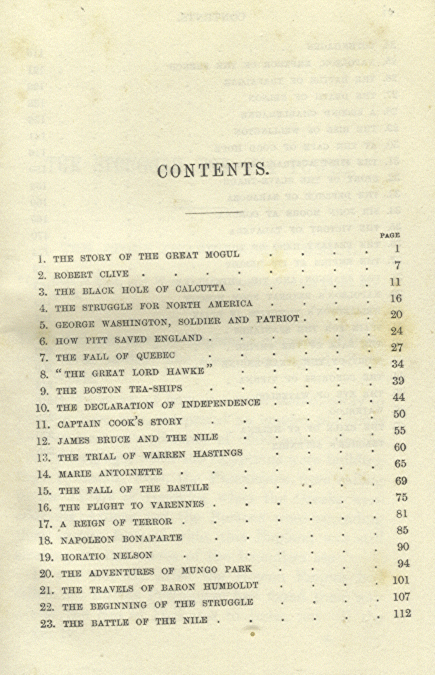 CONTENTS.
PAGE
1. THE STORY OF THE GREAT MOGUL . . . . 1
2. ROBERT CLIVE . . . . . . . 7
3. THE BLACK HOLE OF CALCUTTA . . . . . 11
4. THE STRUGGLE FOR NORTH AMERICA . . . . 16
5. GEORGE WASHINGTON, SOLDIER AND PATRIOT . . . . 20
6. HOW PITT SAVED ENGLAND . . . . . . 24
7. THE FALL OF QUEBEC . . . . . . 27
8. "THE GREAT LORD HAWKE" . . . . . 34
9. THE BOSTON TEA-SHIPS . . . . . . 39
10. THE DECLARATION OF INDEPENDENCE . . . . 44
11. CAPTAIN COOK'S STORY . . . . . . 50
12. JAMES BRUCE AND THE NILE . . . . . 55
13. THE TRIAL OF WARREN HASTINGS . . . . 60
14. MARIE ANTOINETTE . . . . . . 65
15. THE FALL OF THE BASTILE . . . . . 69
16. THE FLIGHT TO VARENNES . . . . . . 75
17. A REIGN OF TERROR . . . . . . . 81
18. NAPOLEON BONAPARTE . . . . . . 85
19. HORATIO NELSON . . . . . . 90
20. THE ADVENTURES OF MUNGO PARK . . . . 94
21. THE TRAVELS OF BARON HUMBOLDT . . . . 101
22. THE BEGINNING OF THE STRUGGLE . . . . 107
23. THE BATTLE OF THE NILE . . . . . . 112